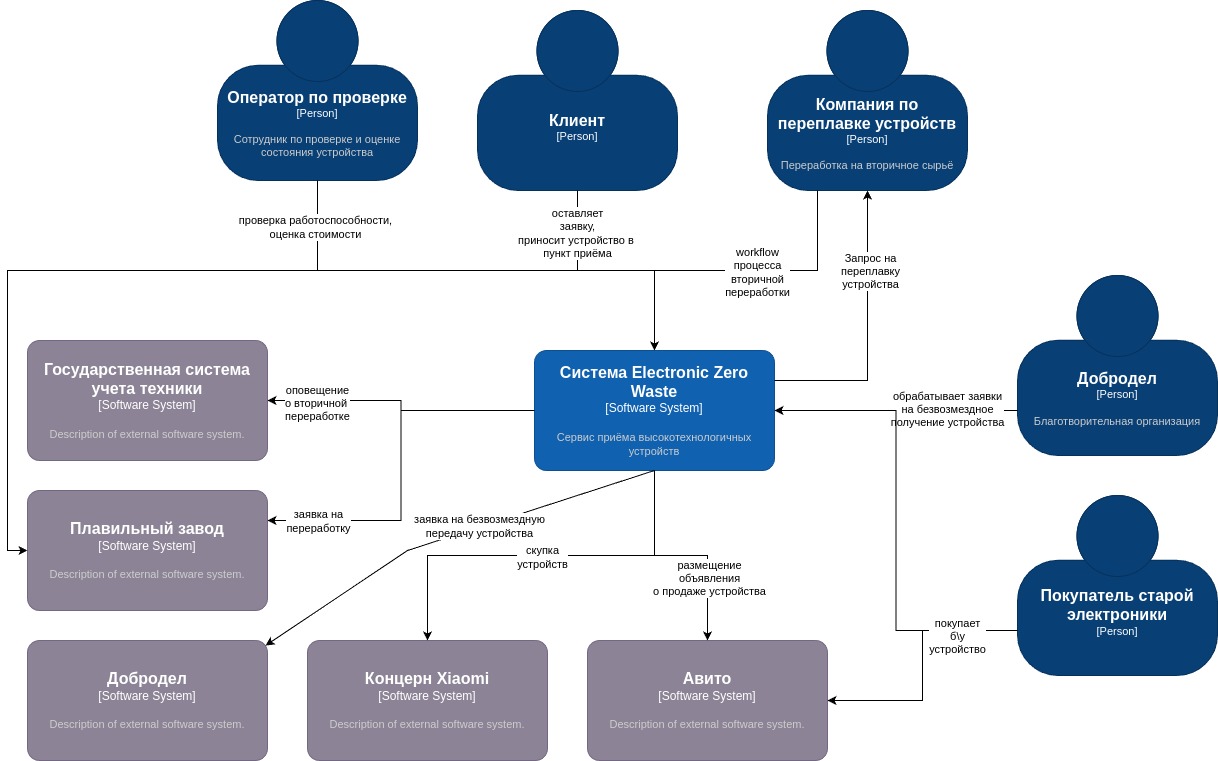 Оператор по проверке
[Person]
Сотрудник по проверке и оценке
состояния устройства
Клиент
[Person]
Компания по
переплавке устройств
[Person]
Переработка на вторичное сырьё
проверка работоспособности,
оценка стоимости
оставляет
заявку,
приносит устройство в
пункт приёма
workflow
процесса
вторичной
переработки
Запрос на
переплавку
устройства
Добродел
[Person]
Благотворительная организация
Государственная система
учета техники
[Software System]
Description of external software system.
оповещение
о вторичной
переработке
Система Electronic Zero
Waste
[Software System]
Сервис приёма высокотехнологичных
устройств
обрабатывает заявки
на безвозмездное
получение устройства
Плавильный завод
[Software System]
Description of external software system.
заявка на
переработку
заявка на безвозмездную
передачу устройства
скупка
устройств
размещение
объявления
о продаже устройства
Покупатель старой
электроники
[Person]
покупает
б\у
устройство
Добродел
[Software System]
Description of external software system.
Концерн Xiaomi
[Software System]
Description of external software system.
Авито
[Software System]
Description of external software system.